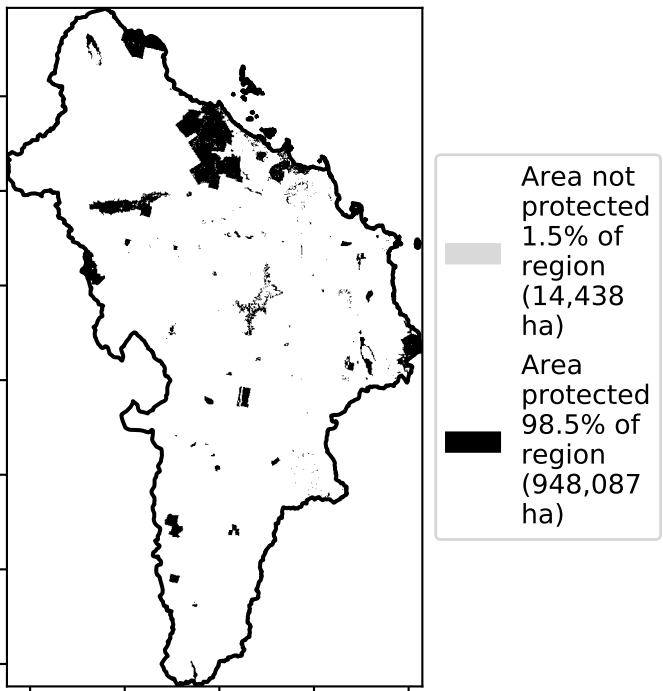 Area not
protected
1.5% of
region
(14,438
ha)
Area
protected
98.5% of
region
(948,087
ha)